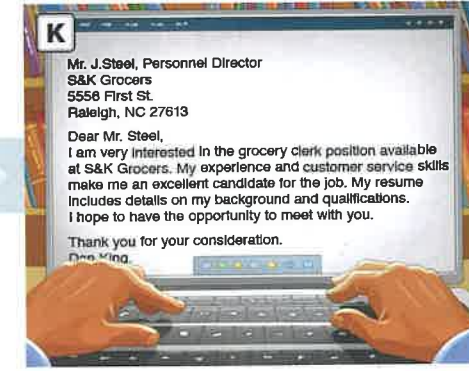 K
Mr. J.Steel, Personnel Director
S&K Grocers
5556 First St.
Raleigh, NC 27613
Dear Mr. Steel,
I am very interested in the grocery clerk position available
at S&K Grocers. My experience and customer service skills
make me an excellent candidate for the job. My resume
includes details on my background and qualifications.
I hope to have the opportunity to meet with you.
Thank you for your consideration.
Dan King